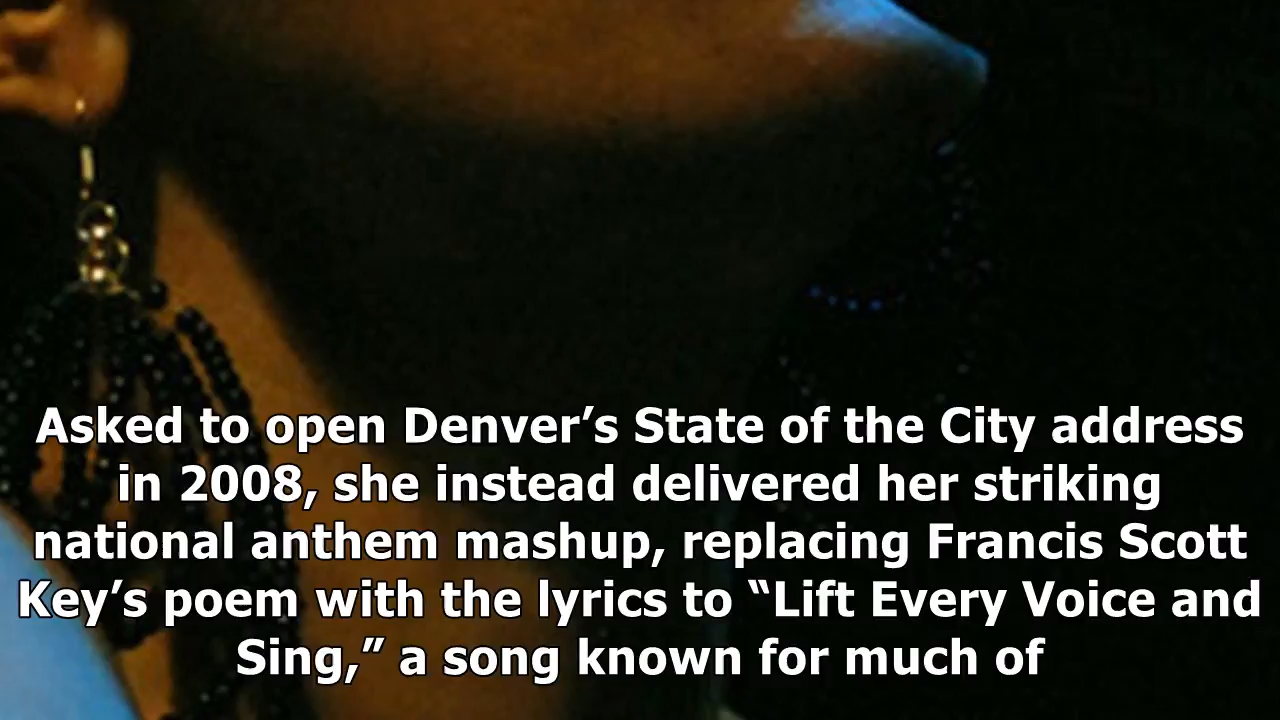 Asked to open Denver’s State of the City address
in 2008, she instead delivered her striking
national anthem mashup, replacing Francis Scott
Key’s poem with the lyrics to “Lift Every Voice and
Sing,” a song known for much of